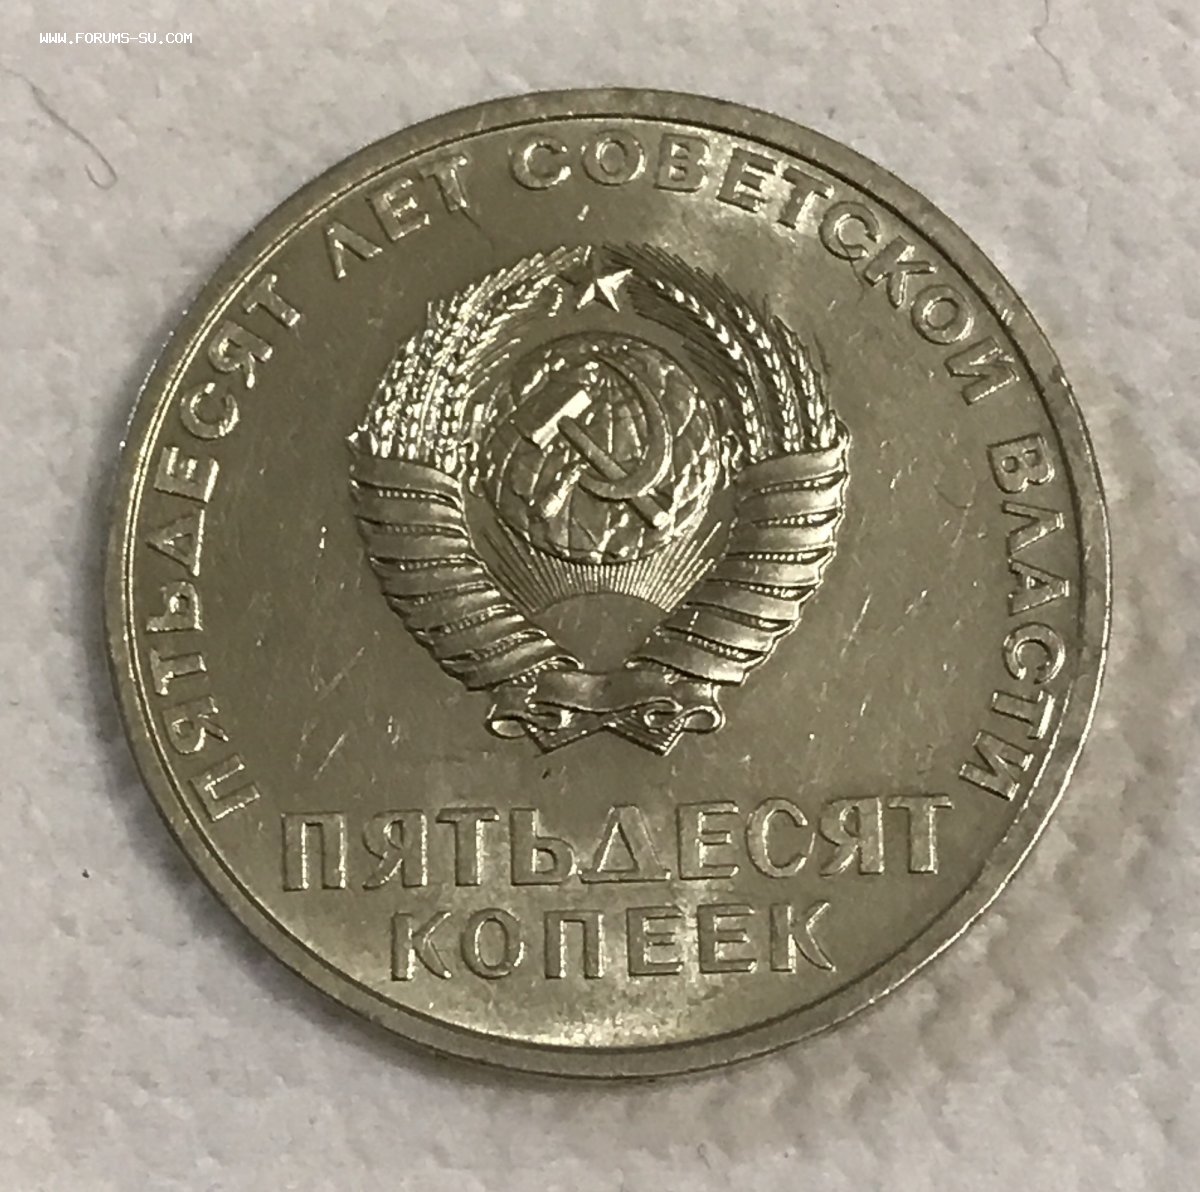 WWW.FORUMS-SU.COM
ПЯТЬДЕСЯТ ЛЕТ СОВЕТСКОЙ ВЛАСТИ
ПЯТЬДЕСЯТ
КОПЕЕК